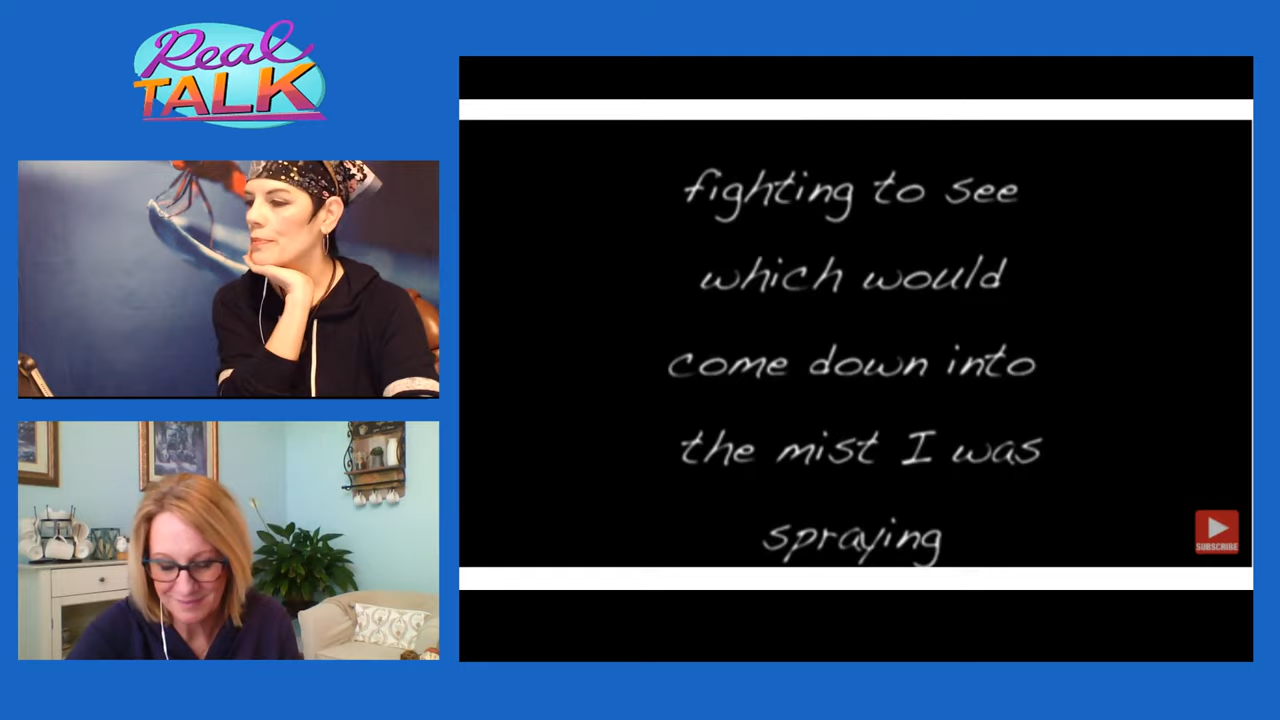 Real
TALK
fighting to see
which would
come down into
the mist I was
spraying
SUBSCRIBE